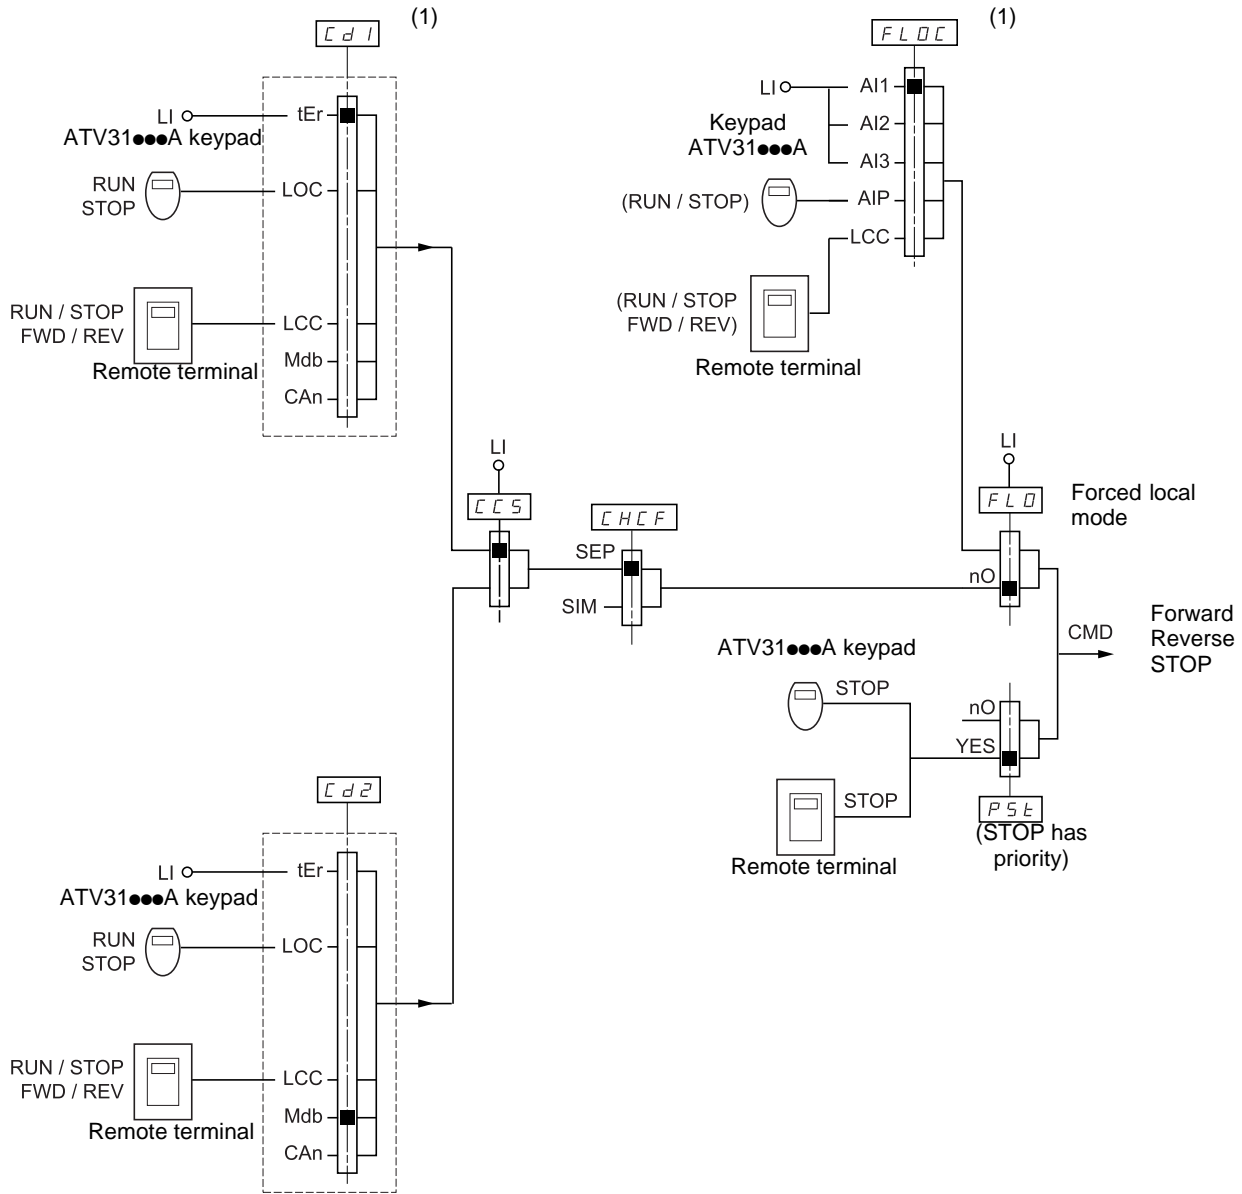 (1)
Cd1
LI
tEr
ATV31●●●A keypad
RUN
STOP
LOC
RUN / STOP
FWD / REV
LCC
Remote terminal
Mdb
CAn
(1)
FLOC
LI
AI1
Keypad
ATV31●●●A
AI2
AI3
(RUN / STOP)
AIP
LCC
(RUN / STOP
FWD / REV)
Remote terminal
LI
CCS
CHCF
SEP
SIM
LI
FLO
Forced local
mode
nO
CMD
Forward
Reverse
STOP
ATV31●●●A keypad
STOP
nO
YES
STOP
Remote terminal
PSt
(STOP has
priority)
Cd2
LI
tEr
ATV31●●●A keypad
RUN
STOP
LOC
RUN / STOP
FWD / REV
LCC
Remote terminal
Mdb
CAn